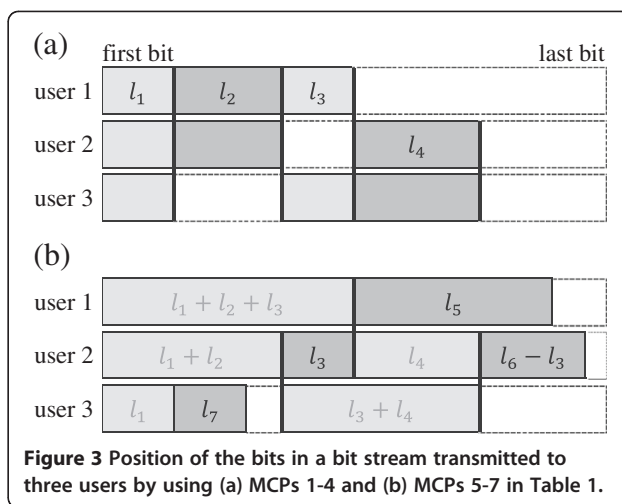 (a)
first bit last bit
user 1 l₁ l₂ l₃
user 2 l₄
user 3
(b)
user 1 l₁ + l₂ + l₃ l₅
user 2 l₁ + l₂ l₃ l₄ l₆ − l₃
user 3 l₁ l₇ l₃ + l₄
Figure 3 Position of the bits in a bit stream transmitted to
three users by using (a) MCPs 1-4 and (b) MCPs 5-7 in Table 1.